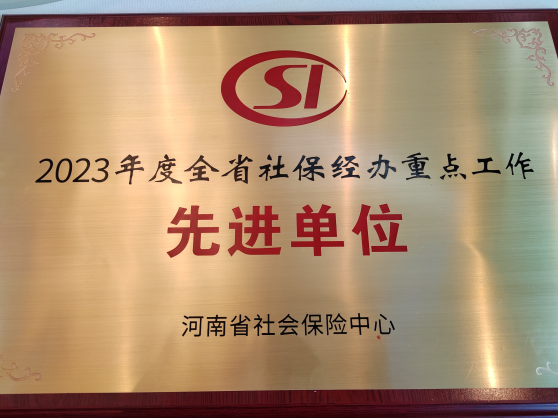 SI
2023年度全省社保经办重点工作
先进单位
河南省社会保险中心